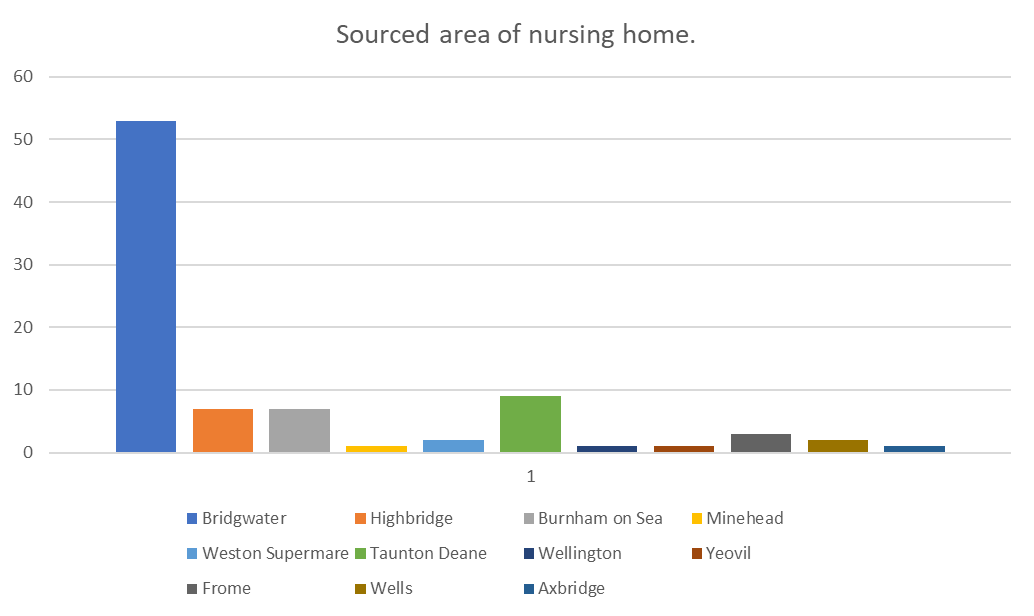 Sourced area of nursing home.
60
50
40
30
20
10
0
1
Bridgwater Highbridge Burnham on Sea Minehead
Weston Supermare Taunton Deane Wellington Yeovil
Frome Wells Axbridge